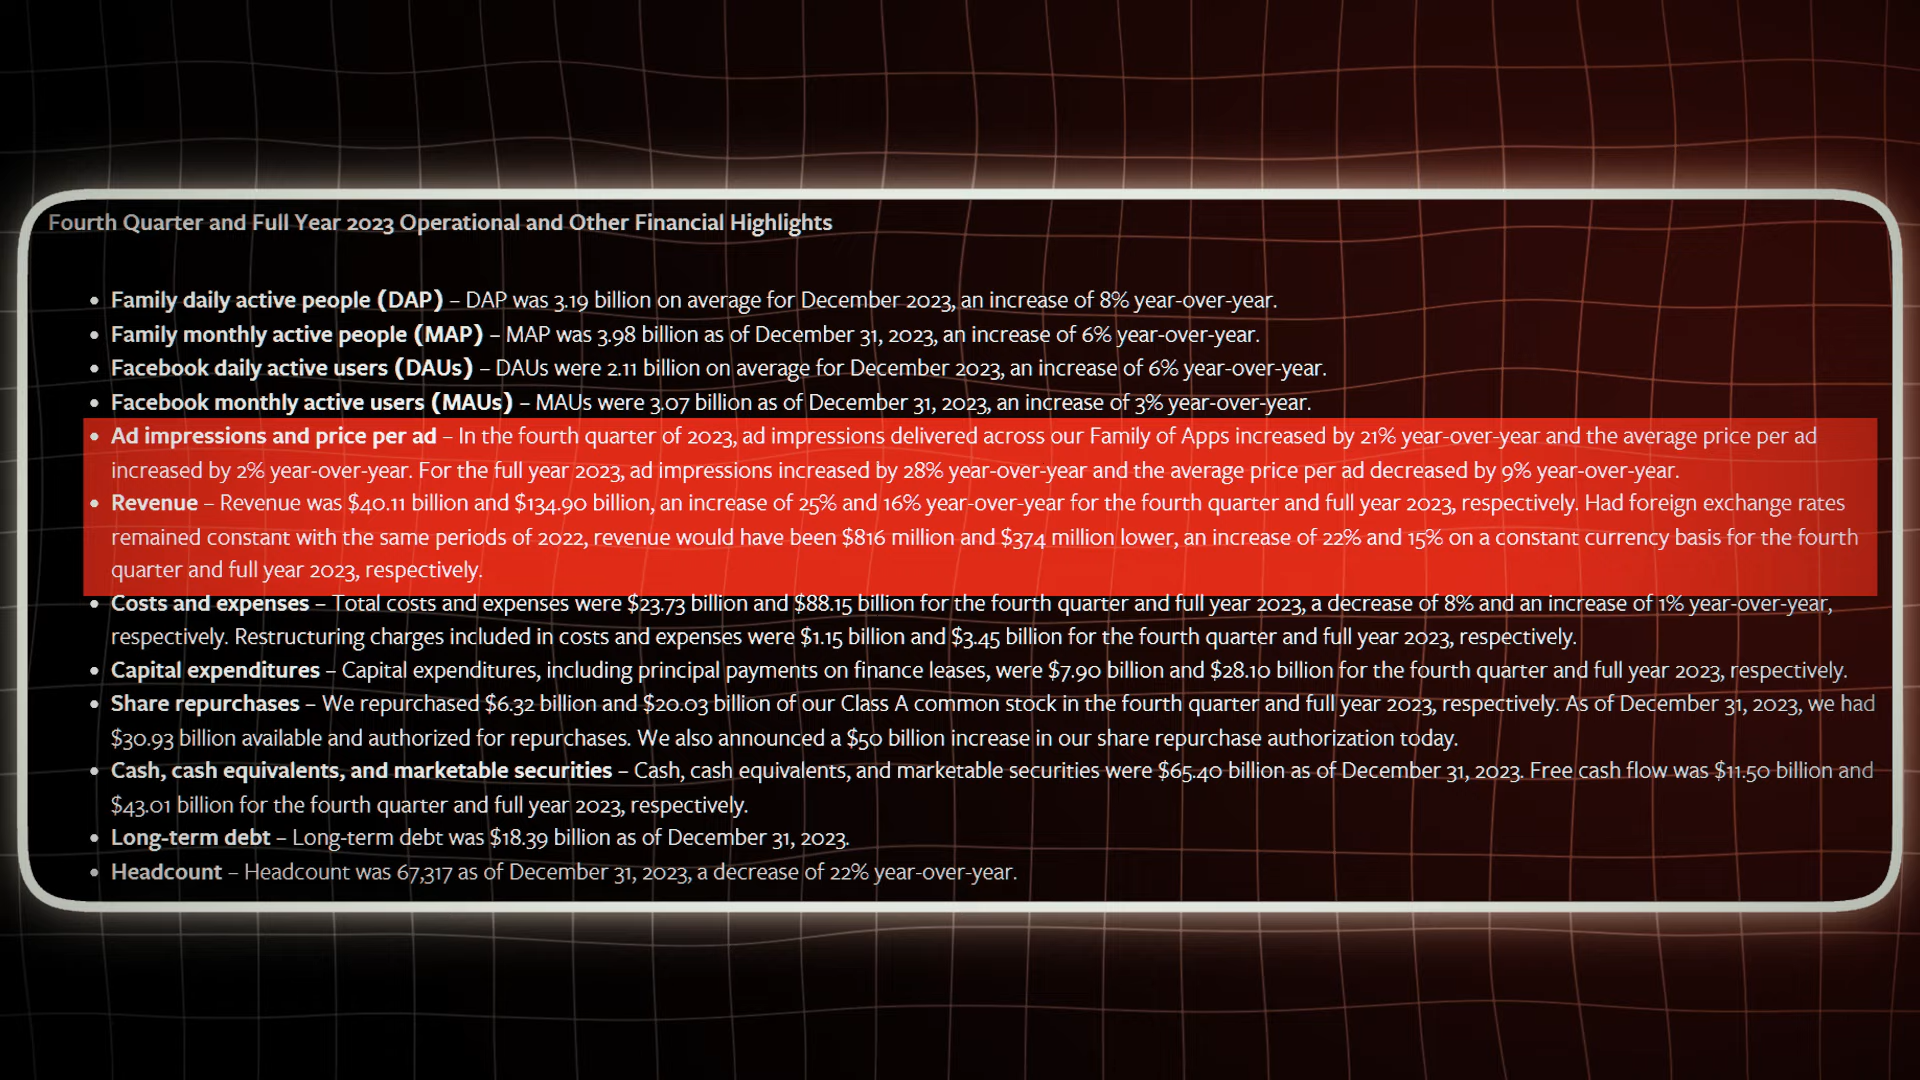 Fourth Quarter and Full Year 2023 Operational and Other Financial Highlights
• Family daily active people (DAP) – DAP was 3.19 billion on average for December 2023, an increase of 8% year-over-year.
• Family monthly active people (MAP) – MAP was 3.98 billion as of December 31, 2023, an increase of 6% year-over-year.
• Facebook daily active users (DAUs) – DAUs were 2.11 billion on average for December 2023, an increase of 6% year-over-year.
• Facebook monthly active users (MAUs) – MAUs were 3.07 billion as of December 31, 2023, an increase of 3% year-over-year.
• Ad impressions and price per ad – In the fourth quarter of 2023, ad impressions delivered across our Family of Apps increased by 21% year-over-year and the average price per ad
increased by 2% year-over-year. For the full year 2023, ad impressions increased by 28% year-over-year and the average price per ad decreased by 9% year-over-year.
• Revenue – Revenue was $40.11 billion and $134.90 billion, an increase of 25% and 16% year-over-year for the fourth quarter and full year 2023, respectively. Had foreign exchange rates
remained constant with the same periods of 2022, revenue would have been $816 million and $374 million lower, an increase of 22% and 15% on a constant currency basis for the fourth
quarter and full year 2023, respectively.
• Costs and expenses – Total costs and expenses were $23.73 billion and $88.15 billion for the fourth quarter and full year 2023, a decrease of 8% and an increase of 1% year-over-year,
respectively. Restructuring charges included in costs and expenses were $1.15 billion and $3.45 billion for the fourth quarter and full year 2023, respectively.
• Capital expenditures – Capital expenditures, including principal payments on finance leases, were $7.90 billion and $28.10 billion for the fourth quarter and full year 2023, respectively.
• Share repurchases – We repurchased $6.32 billion and $20.03 billion of our Class A common stock in the fourth quarter and full year 2023, respectively. As of December 31, 2023, we had
$30.93 billion available and authorized for repurchases. We also announced a $50 billion increase in our share repurchase authorization today.
• Cash, cash equivalents, and marketable securities – Cash, cash equivalents, and marketable securities were $65.40 billion as of December 31, 2023. Free cash flow was $11.50 billion and
$43.01 billion for the fourth quarter and full year 2023, respectively.
• Long-term debt – Long-term debt was $18.39 billion as of December 31, 2023.
• Headcount – Headcount was 67,317 as of December 31, 2023, a decrease of 22% year-over-year.